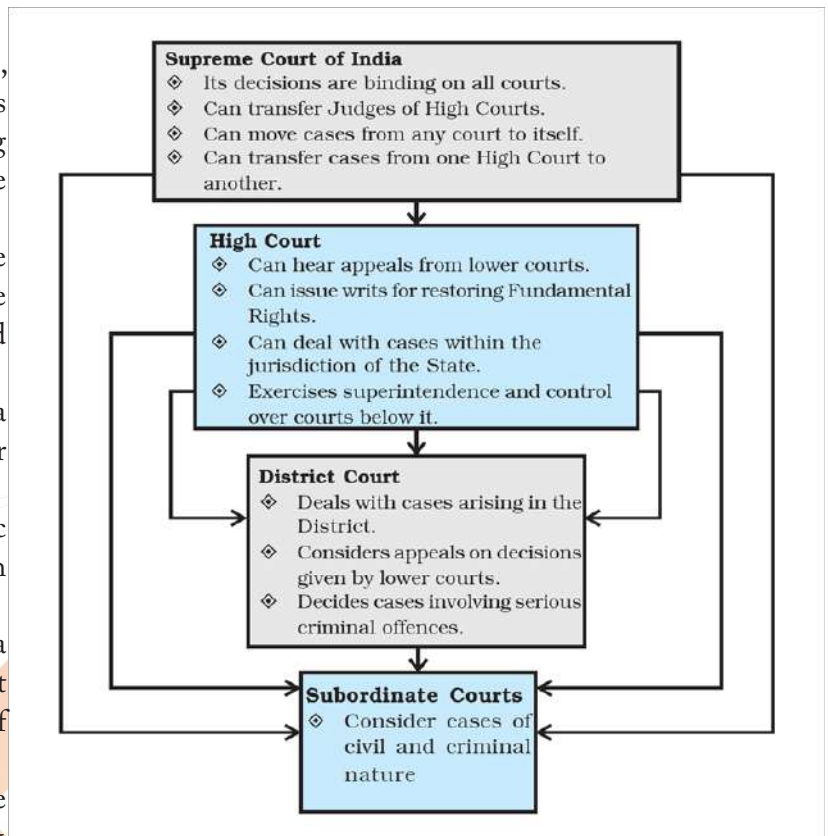 Supreme Court of India
◈ Its decisions are binding on all courts.
◈ Can transfer Judges of High Courts.
◈ Can move cases from any court to itself.
◈ Can transfer cases from one High Court to
another.
High Court
◈ Can hear appeals from lower courts.
◈ Can issue writs for restoring Fundamental
Rights.
◈ Can deal with cases within the
jurisdiction of the State.
◈ Exercises superintendence and control
over courts below it.
District Court
◈ Deals with cases arising in the
District.
◈ Considers appeals on decisions
given by lower courts.
◈ Decides cases involving serious
criminal offences.
Subordinate Courts
◈ Consider cases of
civil and criminal
nature